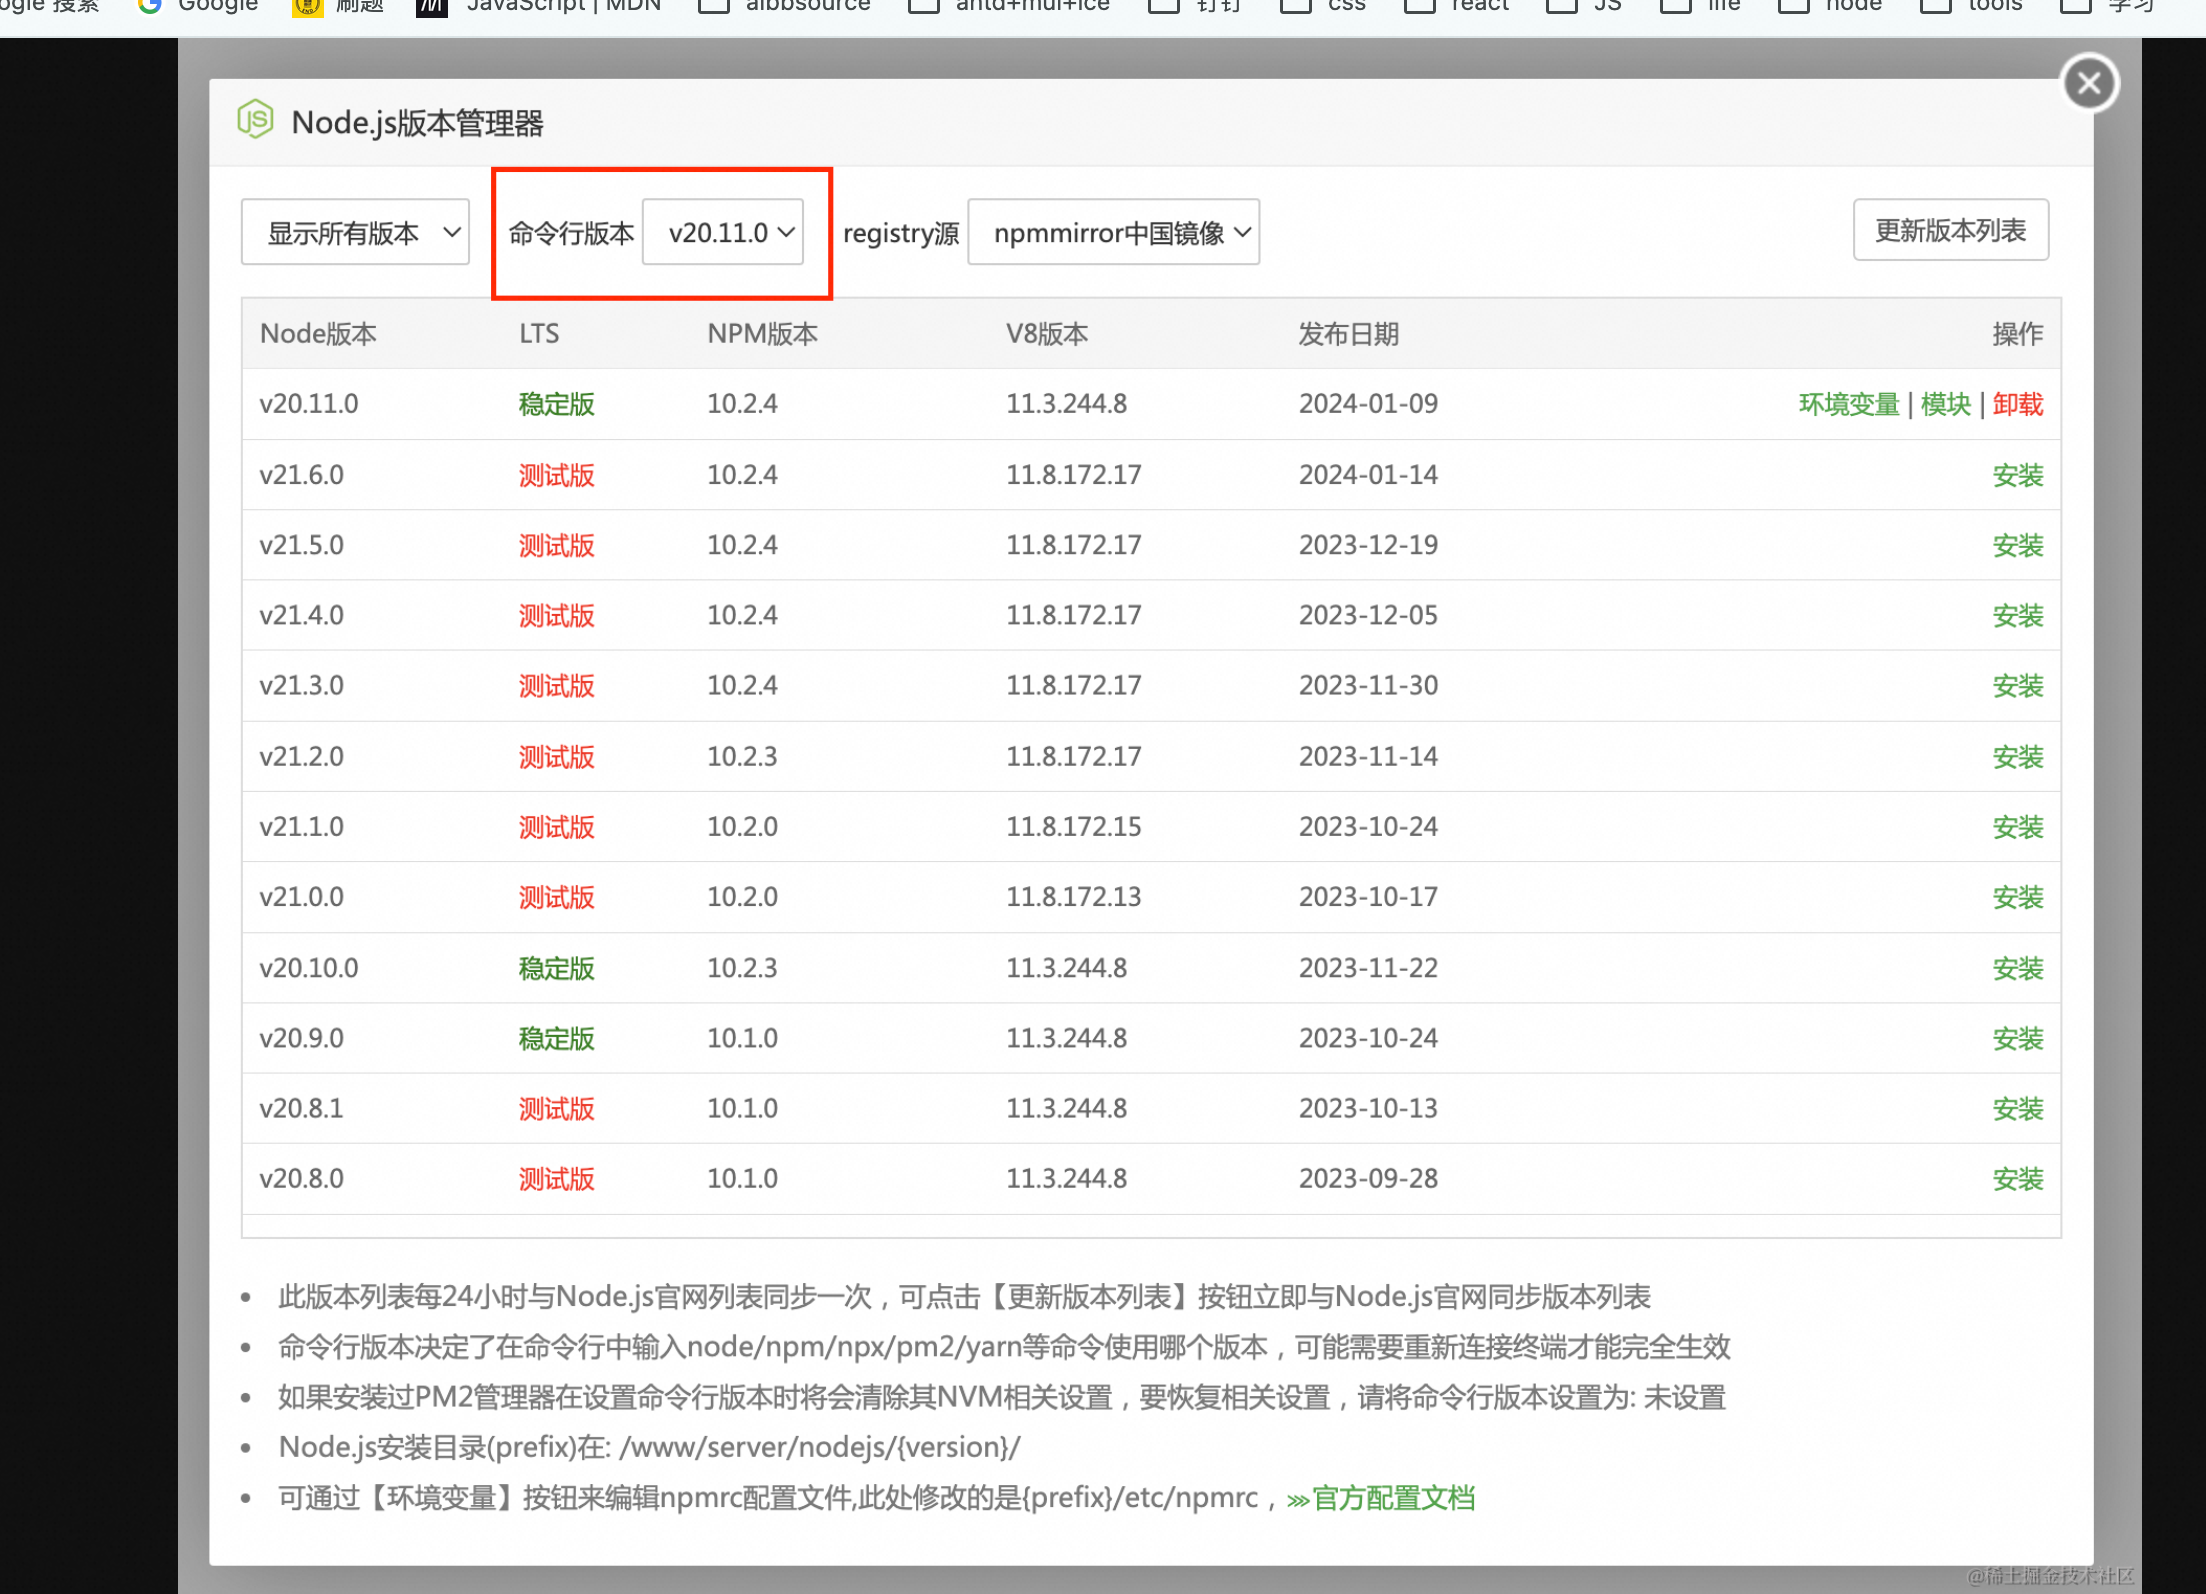 搜索 Google 刷题 JavaScript | MDN albbsource antd+mui+ice 钉钉 css react JS life node tools 学习
Node.js版本管理器
显示所有版本 命令行版本 v20.11.0 registry源 npmmirror中国镜像 更新版本列表
Node版本 LTS NPM版本 V8版本 发布日期 操作
v20.11.0 稳定版 10.2.4 11.3.244.8 2024-01-09 环境变量 | 模块 | 卸载
v21.6.0 测试版 10.2.4 11.8.172.17 2024-01-14 安装
v21.5.0 测试版 10.2.4 11.8.172.17 2023-12-19 安装
v21.4.0 测试版 10.2.4 11.8.172.17 2023-12-05 安装
v21.3.0 测试版 10.2.4 11.8.172.17 2023-11-30 安装
v21.2.0 测试版 10.2.3 11.8.172.17 2023-11-14 安装
v21.1.0 测试版 10.2.0 11.8.172.15 2023-10-24 安装
v21.0.0 测试版 10.2.0 11.8.172.13 2023-10-17 安装
v20.10.0 稳定版 10.2.3 11.3.244.8 2023-11-22 安装
v20.9.0 稳定版 10.1.0 11.3.244.8 2023-10-24 安装
v20.8.1 测试版 10.1.0 11.3.244.8 2023-10-13 安装
v20.8.0 测试版 10.1.0 11.3.244.8 2023-09-28 安装
• 此版本列表每24小时与Node.js官网列表同步一次，可点击【更新版本列表】按钮立即与Node.js官网同步版本列表
• 命令行版本决定了在命令行中输入node/npm/npx/pm2/yarn等命令使用哪个版本，可能需要重新连接终端才能完全生效
• 如果安装过PM2管理器在设置命令行版本时将会清除其NVM相关设置，要恢复相关设置，请将命令行版本设置为: 未设置
• Node.js安装目录(prefix)在: /www/server/nodejs/{version}/
• 可通过【环境变量】按钮来编辑npmrc配置文件,此处修改的是{prefix}/etc/npmrc，>>>官方配置文档
@稀土掘金技术社区